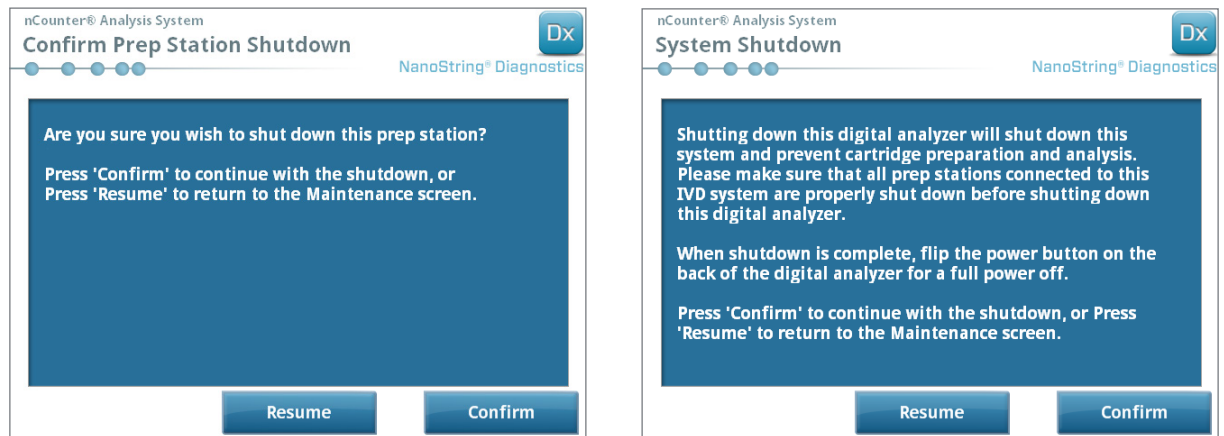 nCounter® Analysis System
Confirm Prep Station Shutdown
Dx
NanoString® Diagnostics
Are you sure you wish to shut down this prep station?
Press 'Confirm' to continue with the shutdown, or
Press 'Resume' to return to the Maintenance screen.
Resume
Confirm
nCounter® Analysis System
System Shutdown
Dx
NanoString® Diagnostics
Shutting down this digital analyzer will shut down this
system and prevent cartridge preparation and analysis.
Please make sure that all prep stations connected to this
IVD system are properly shut down before shutting down
this digital analyzer.
When shutdown is complete, flip the power button on the
back of the digital analyzer for a full power off.
Press 'Confirm' to continue with the shutdown, or Press
'Resume' to return to the Maintenance screen.
Resume
Confirm